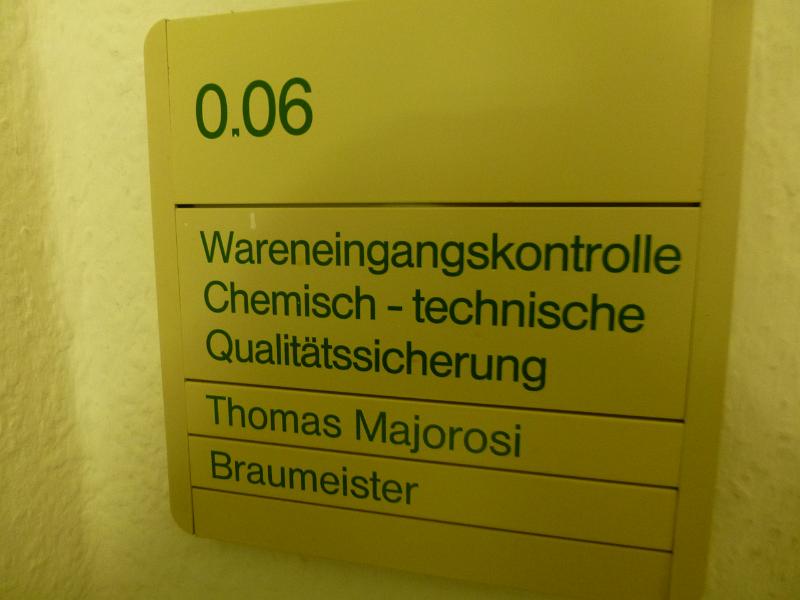 0.06
Wareneingangskontrolle
Chemisch - technische
Qualitätssicherung
Thomas Majorosi
Braumeister